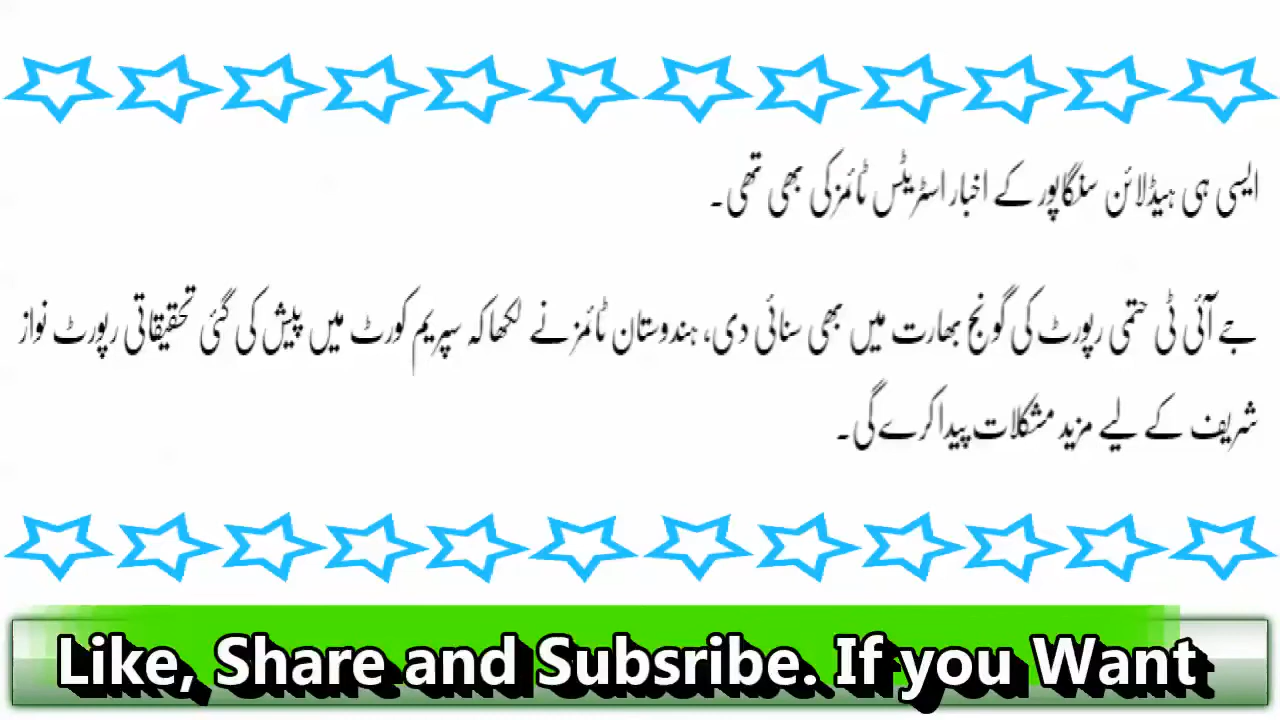 ایسی ہی ہیڈلائن سنگاپور کے اخبار اسٹریٹس ٹائمز کی بھی تھی۔
جے آئی ٹی حتمی رپورٹ کی گونج بھارت میں بھی سنائی دی، ہندوستان ٹائمز نے لکھا کہ سپریم کورٹ میں پیش کی گئی تحقیقاتی رپورٹ نواز
شریف کے لیے مزید مشکلات پیدا کرے گی۔
Like, Share and Subsribe. If you Want